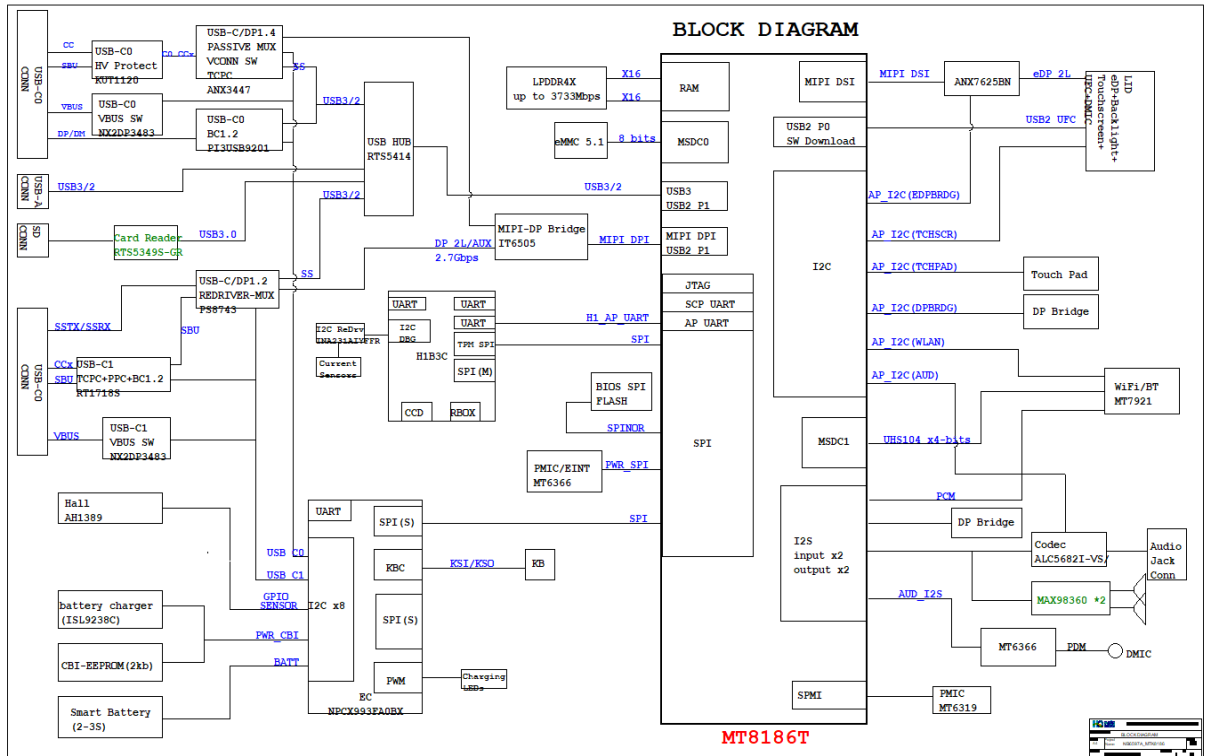 BLOCK DIAGRAM
USB-C0
CONN
CC
SBU
USB-C0
HV Protect
KUT1120
C0_CCx
USB-C/DP1.4
PASSIVE MUX
VCONN SW
TCPC
ANX3447
SS
VBUS
USB-C0
VBUS SW
NX2DP3483
DP/DM
USB-C0
BC1.2
PI3USB9201
USB3/2
USB HUB
RTS5414
USB-A
CONN
USB3/2
USB3/2
SD
CONN
Card Reader
RTS5349S-GR
USB3.0
USB-C/DP1.2
REDRIVER-MUX
PS8743
SS
DP 2L/AUX
2.7Gbps
MIPI-DP Bridge
IT6505
MIPI DPI
USB-C0
CONN
SSTX/SSRX
SBU
CCx
SBU
USB-C1
TCPC+PPC+BC1.2
RT1718S
VBUS
USB-C1
VBUS SW
NX2DP3483
I2C ReDrv
INA231AIYFFR
Current
Sensors
UART
UART
UART
I2C
DBG
H1B3C
TPM SPI
SPI(M)
CCD
RBOX
H1_AP_UART
SPI
BIOS SPI
FLASH
SPINOR
PMIC/EINT
MT6366
PWR_SPI
Hall
AH1389
battery charger
(ISL9238C)
CBI-EEPROM(2kb)
Smart Battery
(2-3S)
USB C0
USB C1
GPIO
SENSOR
PWR_CBI
BATT
UART
I2C x8
SPI(S)
KBC
SPI(S)
PWM
EC
NPCX993FA0BX
SPI
KSI/KSO
KB
Charging
LEDs
LPDDR4X
up to 3733Mbps
X16
X16
eMMC 5.1
8 bits
USB3/2
RAM
MSDC0
USB3
USB2 P1
MIPI DPI
USB2 P1
JTAG
SCP UART
AP UART
SPI
MIPI DSI
USB2 P0
SW Download
I2C
MSDC1
I2S
input x2
output x2
SPMI
MT8186T
MIPI DSI
ANX7625BN
eDP 2L
USB2 UFC
LID
eDP+Backlight+
Touchscreen+
UFC+DMIC
AP_I2C(EDPBRDG)
AP_I2C(TCHSCR)
AP_I2C(TCHPAD)
Touch Pad
AP_I2C(DPBRDG)
DP Bridge
AP_I2C(WLAN)
AP_I2C(AUD)
WiFi/BT
MT7921
UHS104 x4-bits
PCM
DP Bridge
Codec
ALC5682I-VS/
Audio
Jack
Conn
MAX98360 *2
AUD_I2S
MT6366
PDM
DMIC
PMIC
MT6319
BLOCK DIAGRAM